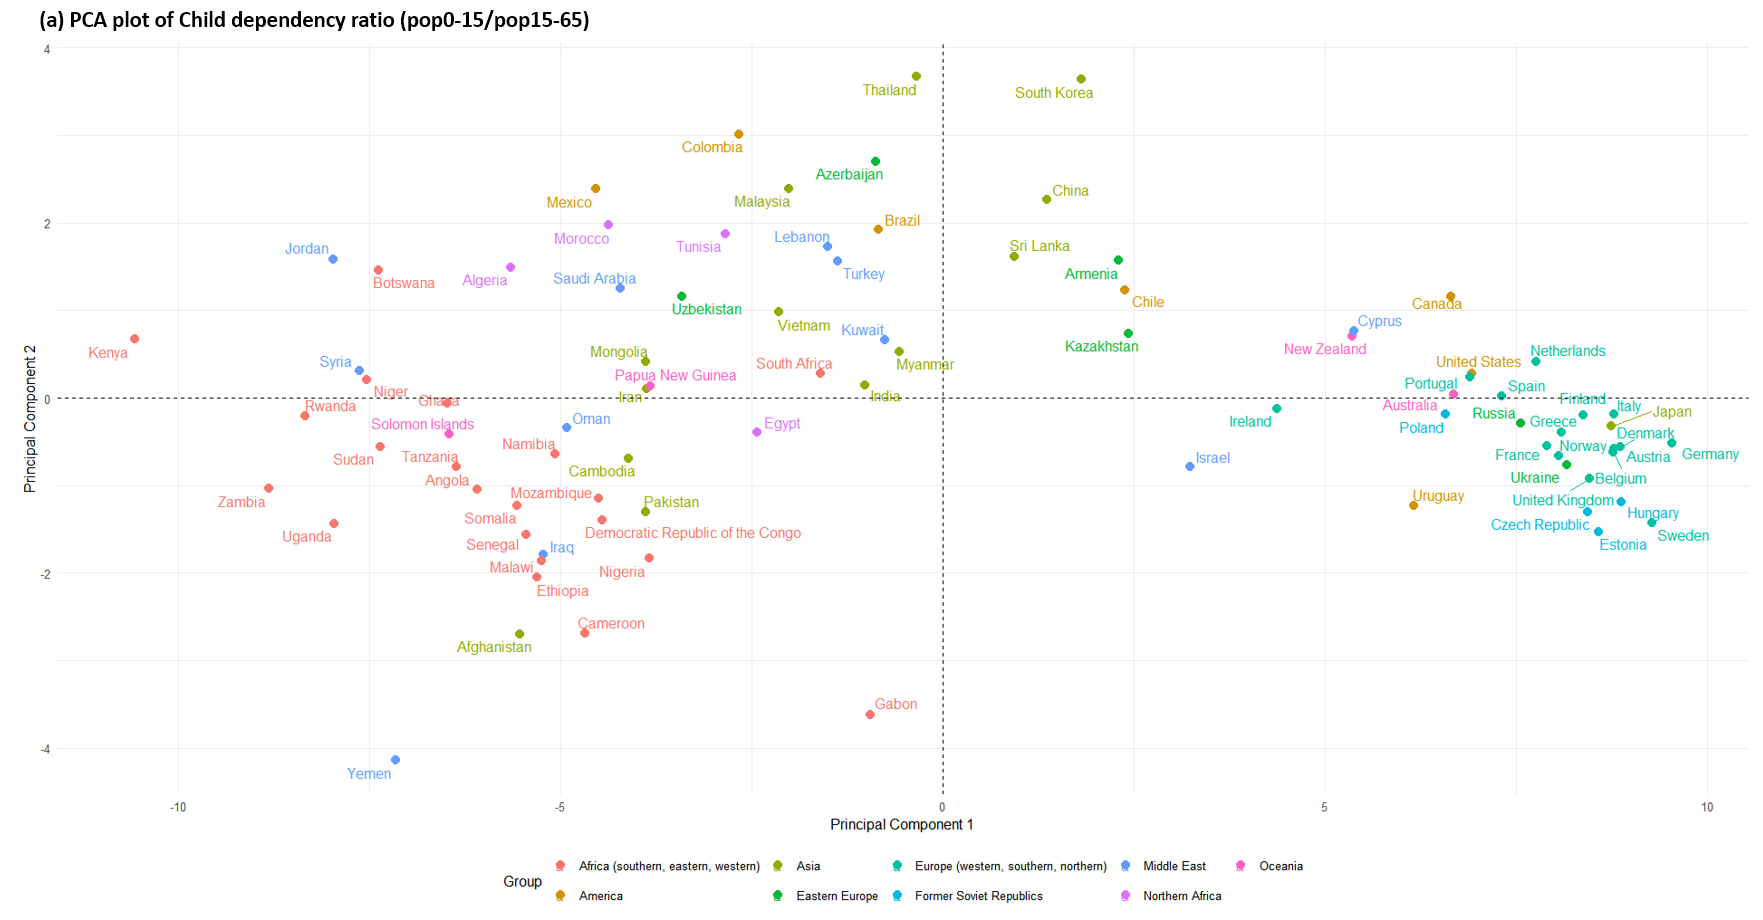 (a) PCA plot of Child dependency ratio (pop0-15/pop15-65)
4
Thailand
South Korea
Colombia
Azerbaijan
China
Mexico
Malaysia
2
Brazil
Morocco
Tunisia
Lebanon
Sri Lanka
Jordan
Botswana
Algeria
Saudi Arabia
Turkey
Armenia
Uzbekistan
Chile
Canada
Vietnam
Kuwait
Cyprus
Kenya
Mongolia
Kazakhstan
New Zealand
Netherlands
Syria
South Africa
Myanmar
United States
Papua New Guinea
Niger
Iran
India
Portugal
Spain
0
Ghana
Finland
Rwanda
Australia
Italy
Japan
Solomon Islands
Oman
Egypt
Ireland
Poland
Russia
Greece
Denmark
Sudan
Tanzania
Namibia
Cambodia
Israel
France
Norway
Austria
Germany
Angola
Ukraine
Belgium
Zambia
Mozambique
Pakistan
Uruguay
United Kingdom
Hungary
Uganda
Somalia
Democratic Republic of the Congo
Czech Republic
Sweden
Senegal
Iraq
Estonia
Malawi
Nigeria
-2
Ethiopia
Cameroon
Afghanistan
Gabon
-4
Yemen
Principal Component 2
-10
-5
0
5
10
Principal Component 1
Group
Africa (southern, eastern, western)
America
Asia
Eastern Europe
Europe (western, southern, northern)
Former Soviet Republics
Middle East
Northern Africa
Oceania